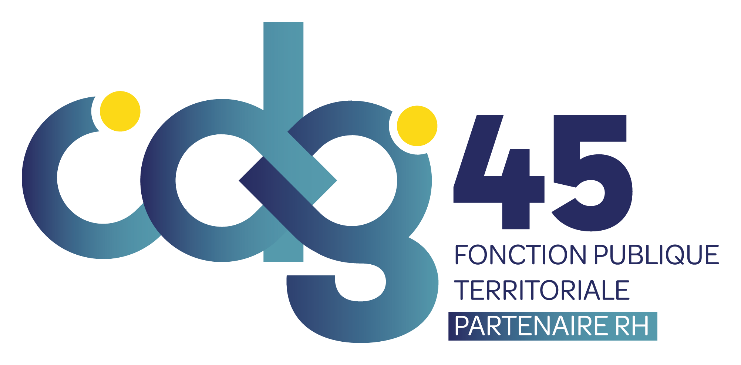 cdg 45
FONCTION PUBLIQUE
TERRITORIALE
PARTENAIRE RH